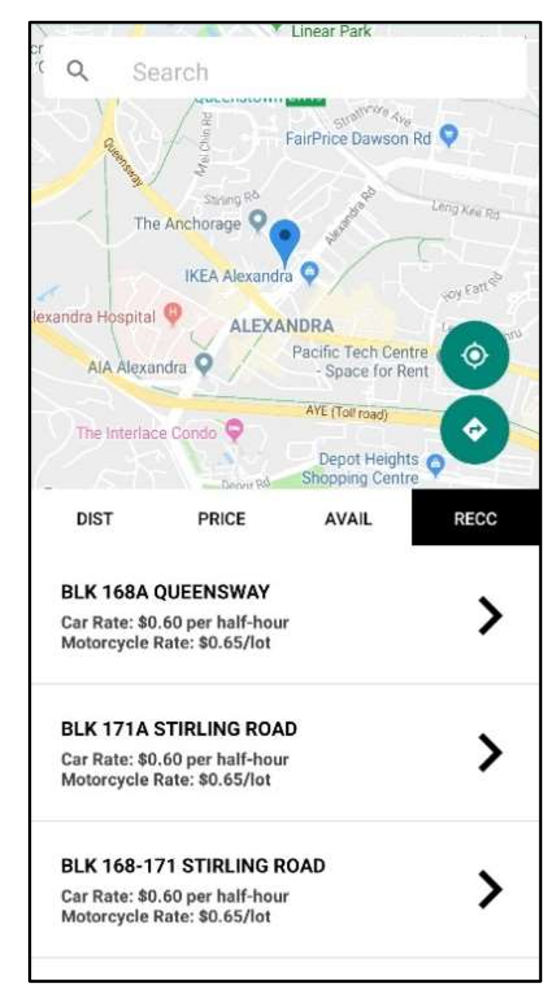 Linear Park
Search
Queenstown
Strathmore Ave
Mei Chin Rd
FairPrice Dawson Rd
Queensway
Stirling Rd
Leng Kee Rd
The Anchorage
Alexandra Rd
IKEA Alexandra
Hoy Fatt Rd
lexandra Hospital
ALEXANDRA
Pacific Tech Centre
- Space for Rent
AIA Alexandra
AYE (Toll road)
The Interlace Condo
Depot Heights
Shopping Centre
Depot Rd
DIST PRICE AVAIL RECC
BLK 168A QUEENSWAY
Car Rate: $0.60 per half-hour
Motorcycle Rate: $0.65/lot
BLK 171A STIRLING ROAD
Car Rate: $0.60 per half-hour
Motorcycle Rate: $0.65/lot
BLK 168-171 STIRLING ROAD
Car Rate: $0.60 per half-hour
Motorcycle Rate: $0.65/lot